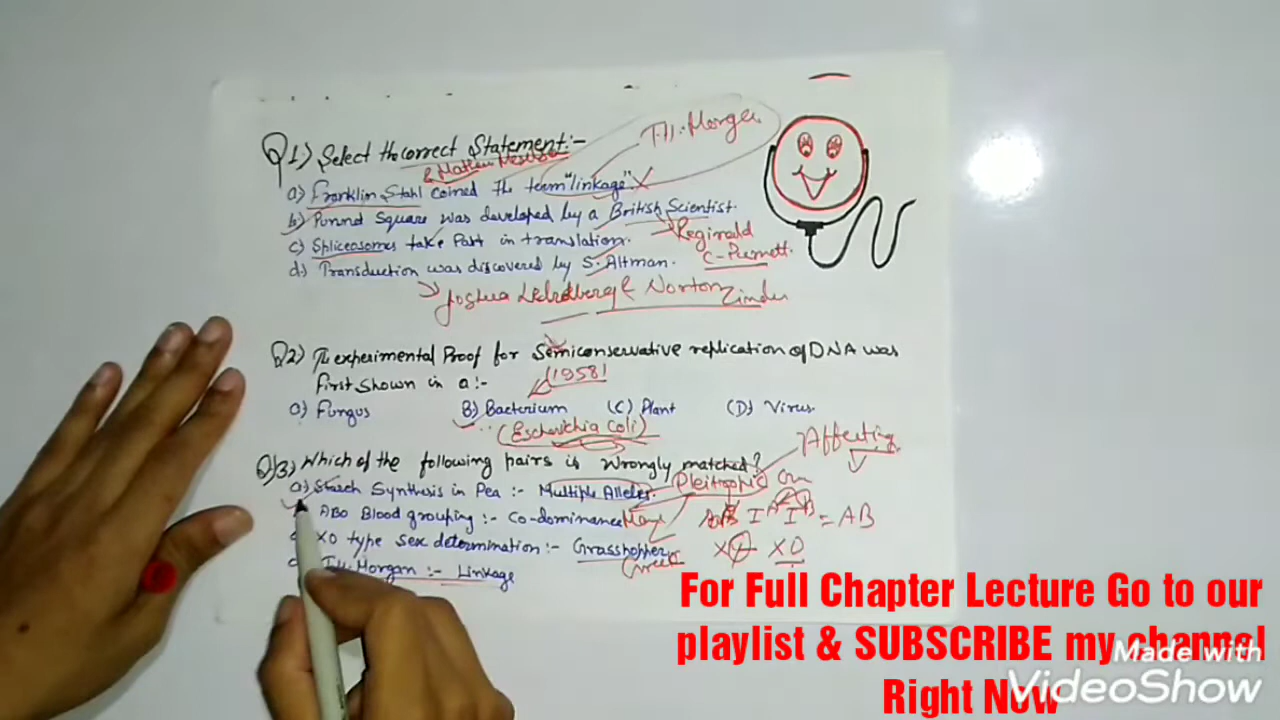 T.H. Morgan
Q1) Select the correct Statement:-
& Mathew Meselson
a) Franklin Stahl coined the term "linkage". X
b) Punnet Square was developed by a British Scientist.
Reginald
c) Spliceosomes take Part in translation.
C-Punnett.
d) Transduction was discovered by S. Altman.
Joshua Lederberg & Norton
Zinder
Q2) The experimental Proof for Semiconservative replication of DNA was
First shown in a:-
(1958)
a) Fungus B) Bacterium (C) Plant (D) Virus
(Escherichia coli)
Affecting
Q3) Which of the following pairs is Wrongly matched?
a) Starch Synthesis in Pea :- Multiple Alleles. Pleitropic
ABO Blood grouping :- Co-dominance
I^A I^B = AB
XO type sex determination :- Grasshopper
XO
T.H. Morgan :- Linkage
For Full Chapter Lecture Go to our
playlist & SUBSCRIBE my channel
Right Now
Made with
VideoShow